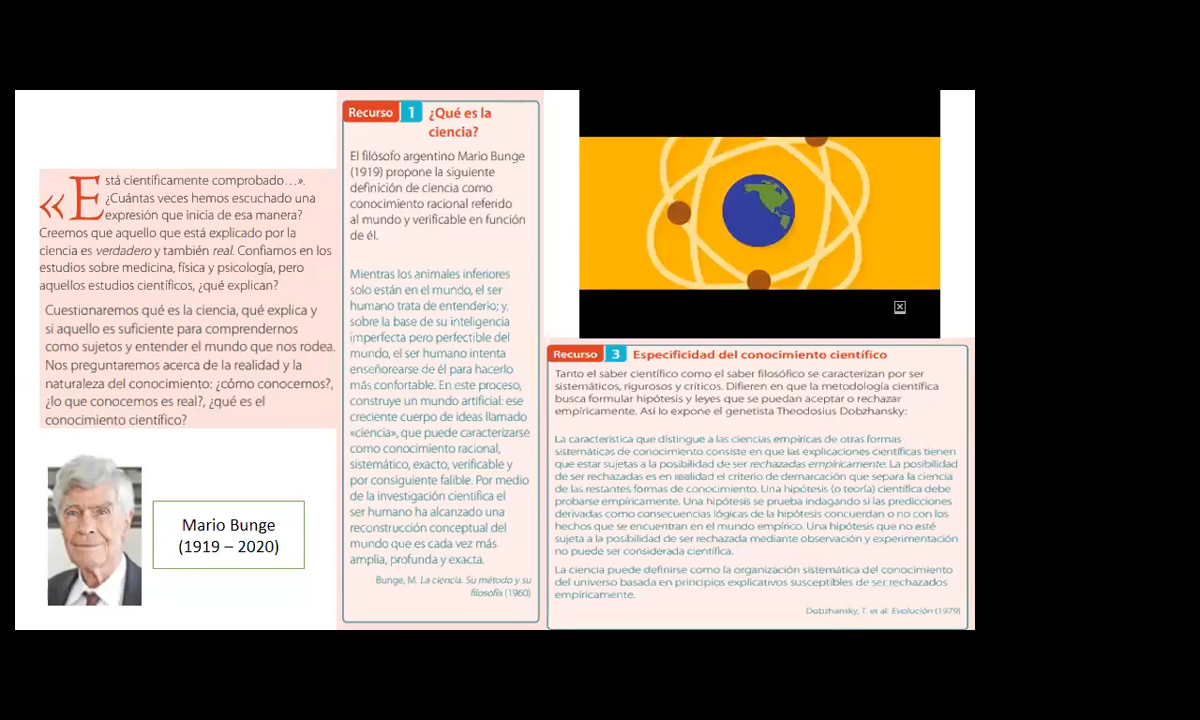 «E stá científicamente comprobado…».
¿Cuántas veces hemos escuchado una
expresión que inicia de esa manera?
Creemos que aquello que está explicado por la
ciencia es verdadero y también real. Confiamos en los
estudios sobre medicina, física y psicología, pero
aquellos estudios científicos, ¿qué explican?
Cuestionaremos qué es la ciencia, qué explica y
si aquello es suficiente para comprendernos
como sujetos y entender el mundo que nos rodea.
Nos preguntaremos acerca de la realidad y la
naturaleza del conocimiento: ¿cómo conocemos?,
¿lo que conocemos es real?, ¿qué es el
conocimiento científico?
Mario Bunge
(1919 – 2020)
Recurso 1 ¿Qué es la
ciencia?
El filósofo argentino Mario Bunge
(1919) propone la siguiente
definición de ciencia como
conocimiento racional referido
al mundo y verificable en función
de él.
Mientras los animales inferiores
solo están en el mundo, el ser
humano trata de entenderlo; y,
sobre la base de su inteligencia
imperfecta pero perfectible del
mundo, el ser humano intenta
enseñorearse de él para hacerlo
más confortable. En este proceso,
construye un mundo artificial: ese
creciente cuerpo de ideas llamado
«ciencia», que puede caracterizarse
como conocimiento racional,
sistemático, exacto, verificable y
por consiguiente falible. Por medio
de la investigación científica el
ser humano ha alcanzado una
reconstrucción conceptual del
mundo que es cada vez más
amplia, profunda y exacta.
Bunge, M. La ciencia. Su método y su
filosofía (1960)
Recurso 3 Especificidad del conocimiento científico
Tanto el saber científico como el saber filosófico se caracterizan por ser
sistemáticos, rigurosos y críticos. Difieren en que la metodología científica
busca formular hipótesis y leyes que se puedan aceptar o rechazar
empíricamente. Así lo expone el genetista Theodosius Dobzhansky:
La característica que distingue a las ciencias empíricas de otras formas
sistemáticas de conocimiento consiste en que las explicaciones científicas tienen
que estar sujetas a la posibilidad de ser rechazadas empíricamente. La posibilidad
de ser rechazadas es en realidad el criterio de demarcación que separa la ciencia
de las restantes formas de conocimiento. Una hipótesis (o teoría) científica debe
probarse empíricamente. Una hipótesis se prueba indagando si las predicciones
derivadas como consecuencias lógicas de la hipótesis concuerdan o no con los
hechos que se encuentran en el mundo empírico. Una hipótesis que no esté
sujeta a la posibilidad de ser rechazada mediante observación y experimentación
no puede ser considerada científica.
La ciencia puede definirse como la organización sistemática del conocimiento
del universo basada en principios explicativos susceptibles de ser rechazados
empíricamente.
Dobzhansky, T. et al. Evolución (1979)